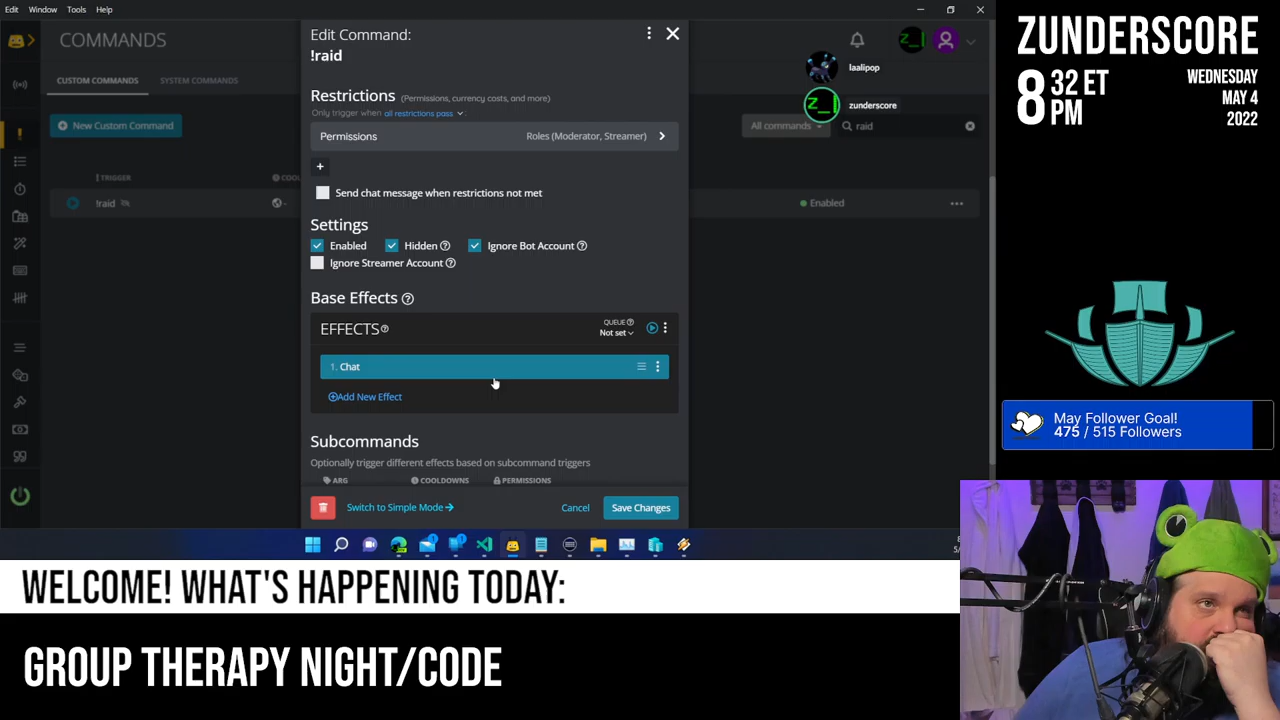 Edit Window Tools Help
COMMANDS
CUSTOM COMMANDS SYSTEM COMMANDS
New Custom Command
All commands
raid
TRIGGER
!raid
Enabled
Edit Command:
!raid
Restrictions (Permissions, currency costs, and more)
Only trigger when all restrictions pass :
Permissions Roles (Moderator, Streamer)
Send chat message when restrictions not met
Settings
Enabled Hidden Ignore Bot Account
Ignore Streamer Account
Base Effects
EFFECTS
QUEUE
Not set
1. Chat
Add New Effect
Subcommands
Optionally trigger different effects based on subcommand triggers
ARG COOLDOWNS PERMISSIONS
Switch to Simple Mode
Cancel
Save Changes
laalipop
z_|
zunderscore
ZUNDERSCORE
8 32 ET
PM
WEDNESDAY
MAY 4
2022
May Follower Goal!
475 / 515 Followers
WELCOME! WHAT'S HAPPENING TODAY:
GROUP THERAPY NIGHT/CODE